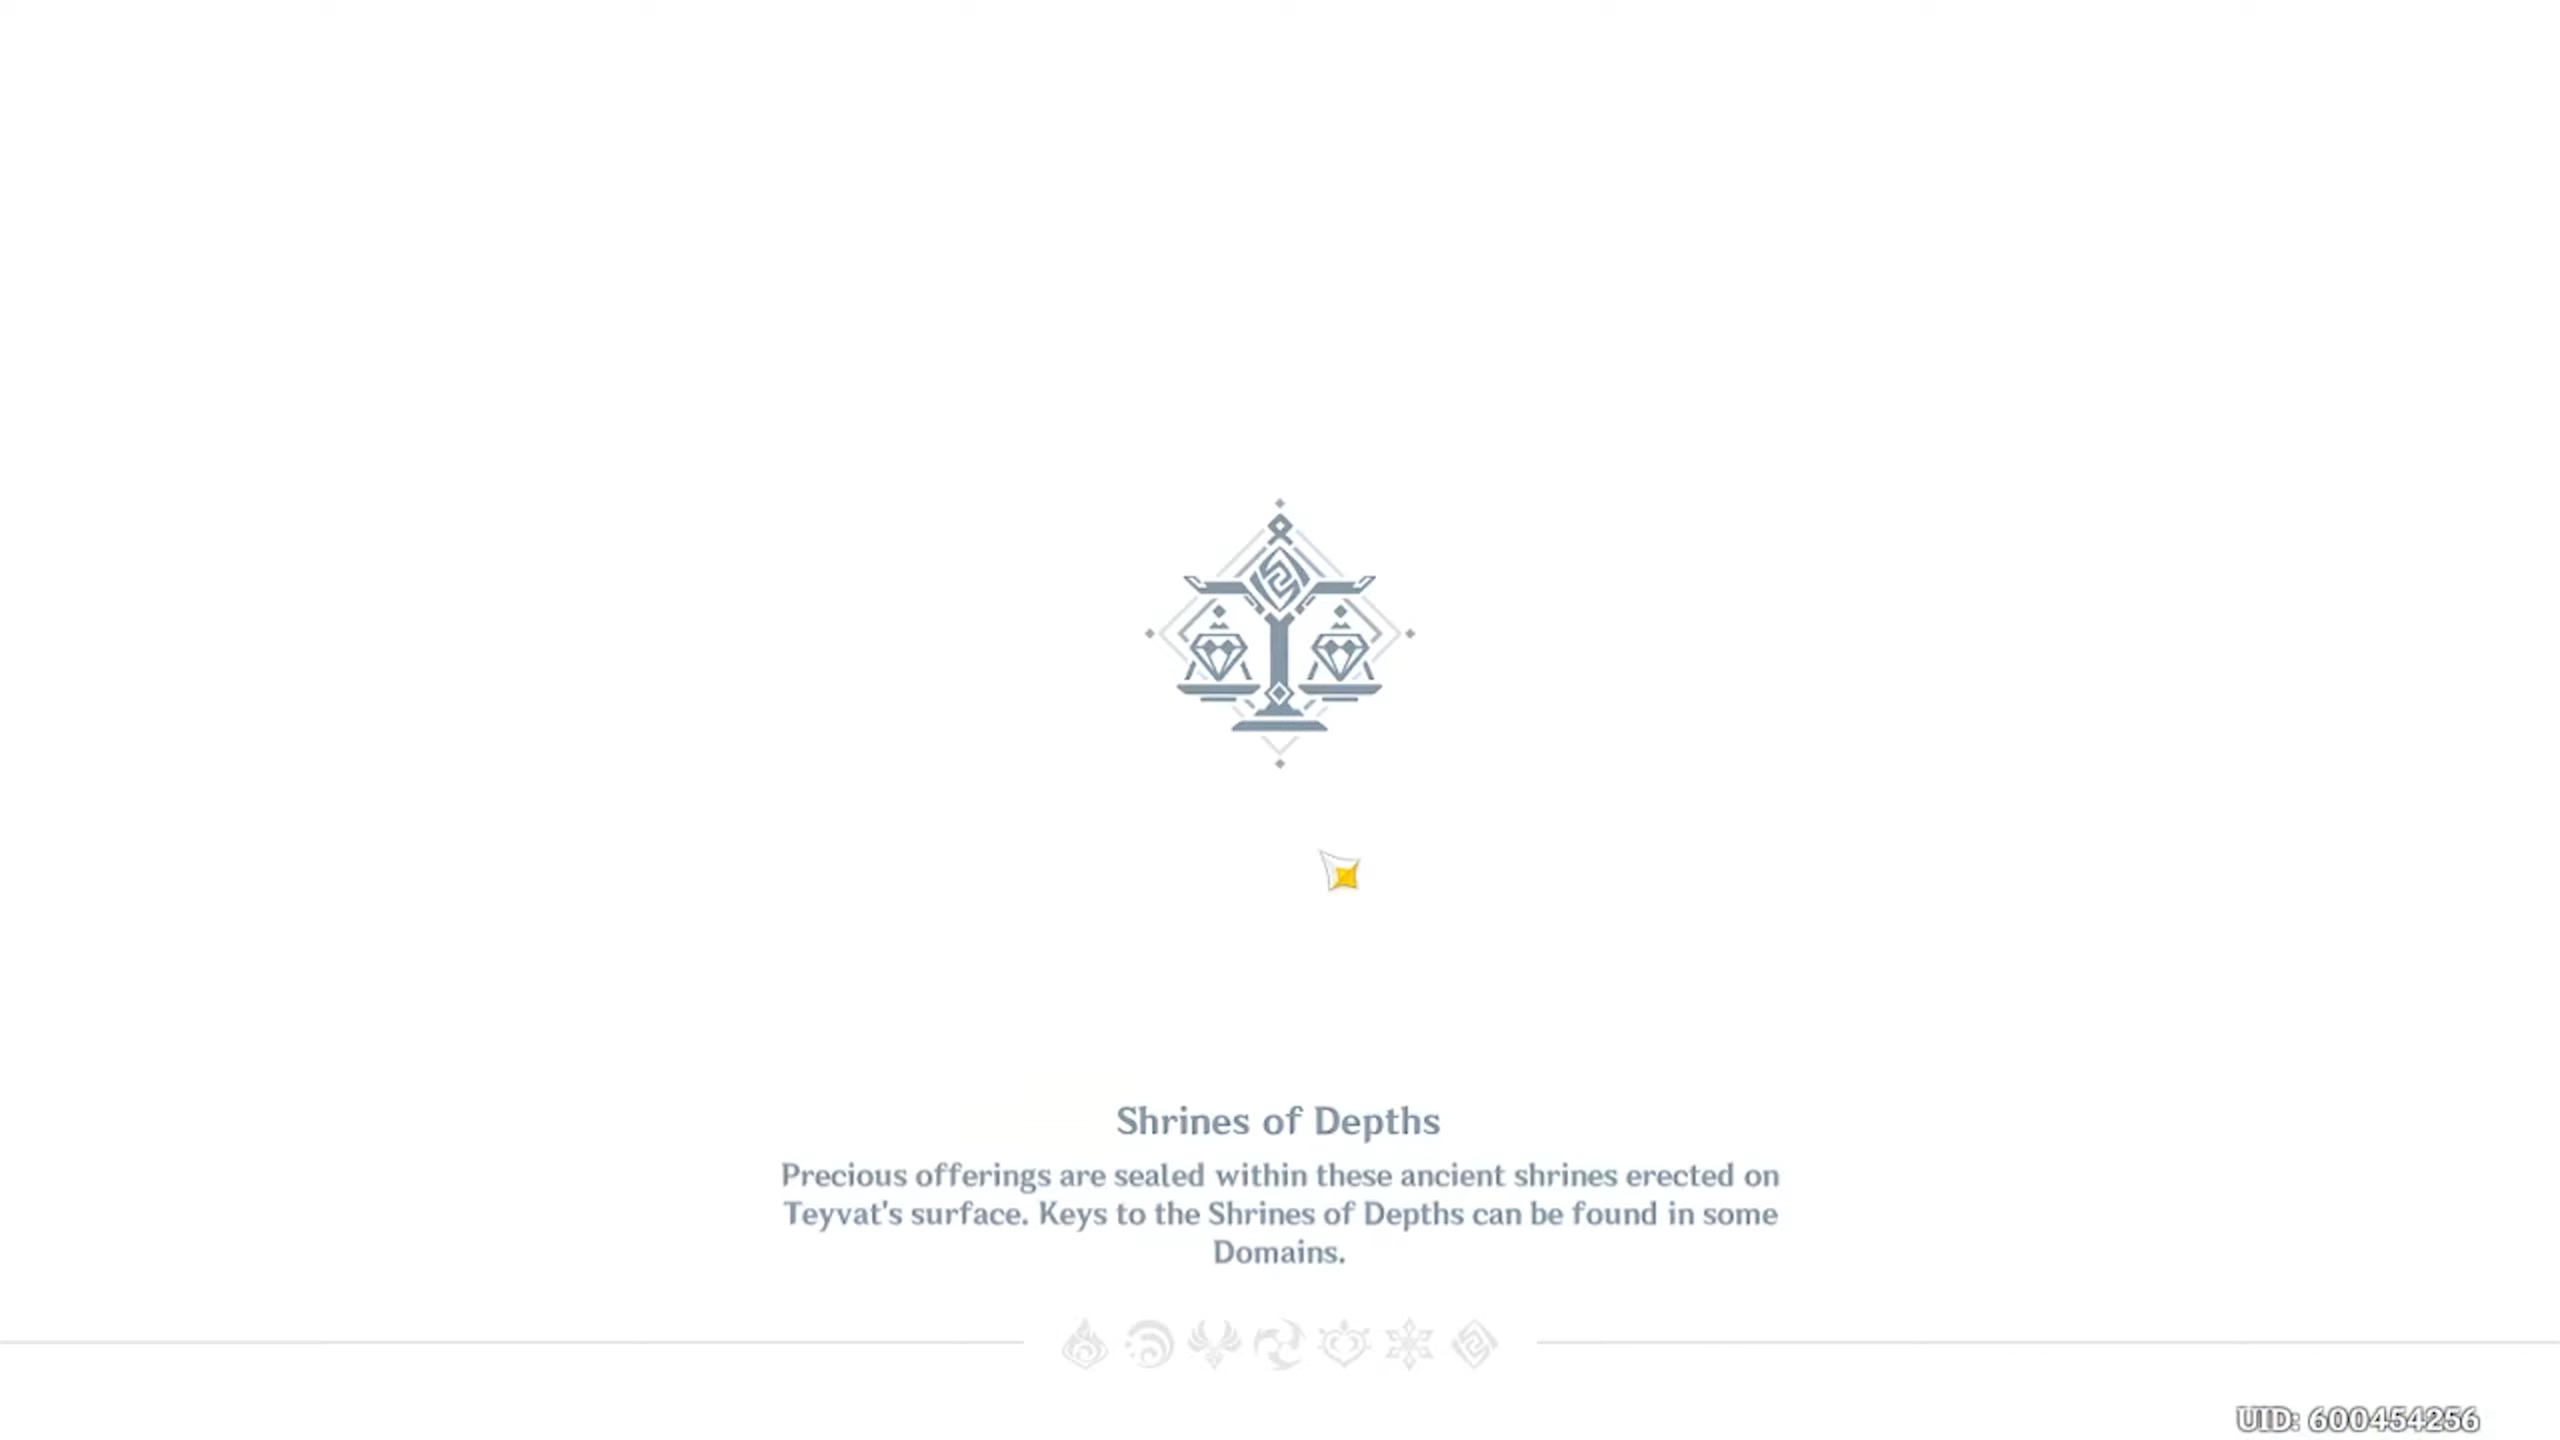 Shrines of Depths
Precious offerings are sealed within these ancient shrines erected on
Teyvat's surface. Keys to the Shrines of Depths can be found in some
Domains.
UID: 600454256